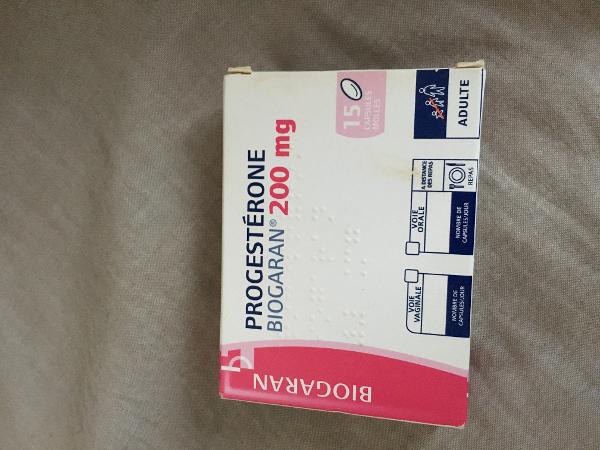 15
CAPSULES
MOLLES
ADULTE
PROGESTÉRONE
BIOGARAN® 200 mg
VOIE
VAGINALE
NOMBRE DE
CAPSULES/JOUR
VOIE
ORALE
NOMBRE DE
CAPSULES/JOUR
A DISTANCE
DES REPAS
REPAS
b
BIOGARAN